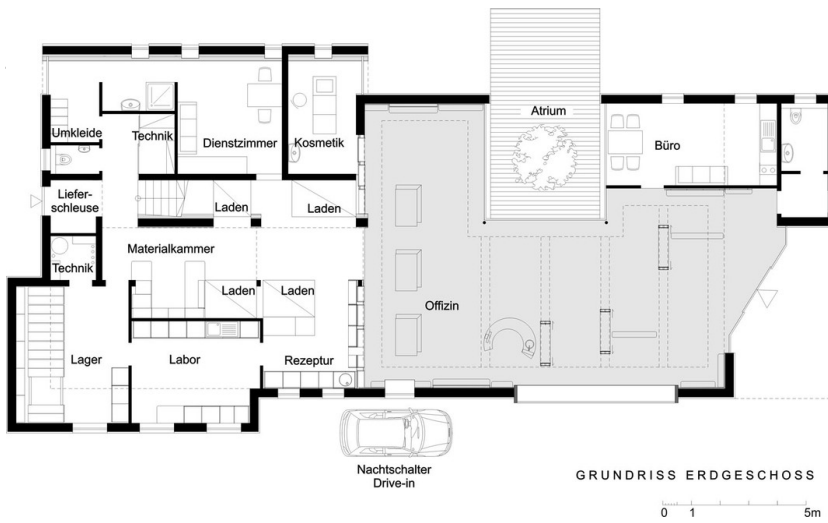 Atrium
Umkleide
Technik
Dienstzimmer
Kosmetik
Büro
Liefer-
schleuse
Laden
Laden
Materialkammer
Technik
Laden
Laden
Offizin
Lager
Labor
Rezeptur
Nachtschalter
Drive-in
GRUNDRISS ERDGESCHOSS
0 1 5m